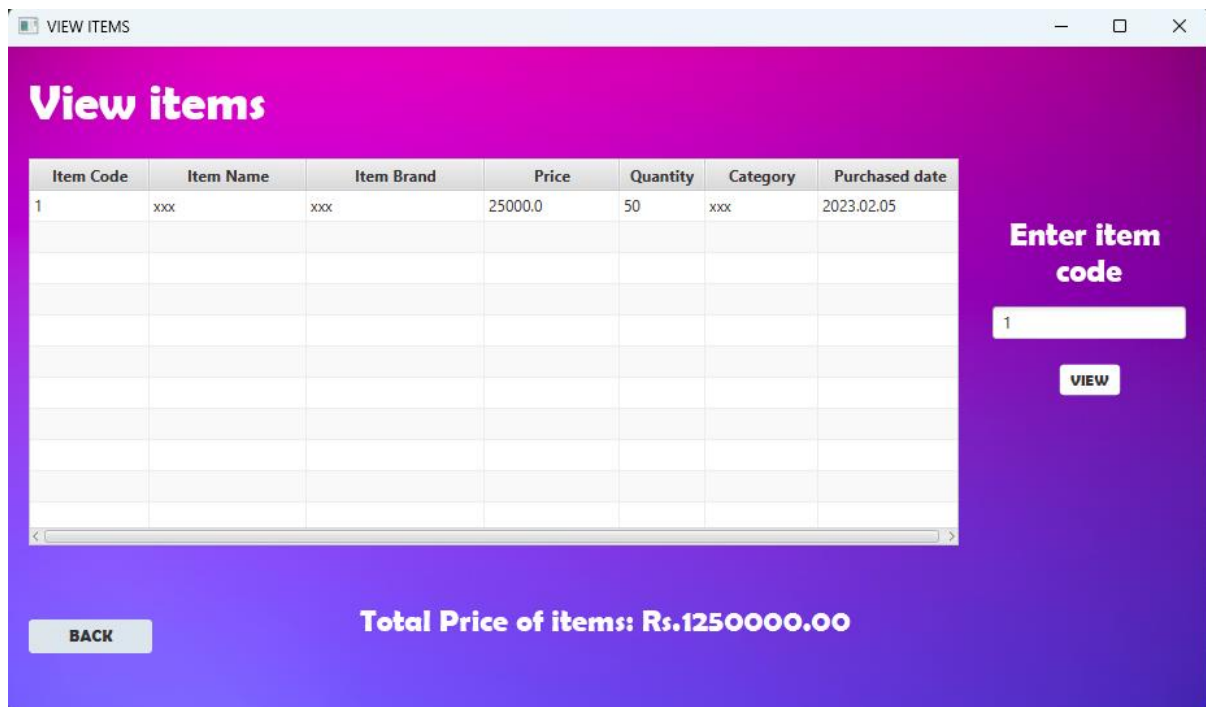 VIEW ITEMS
View items
Item Code Item Name Item Brand Price Quantity Category Purchased date
1 xxx xxx 25000.0 50 xxx 2023.02.05
Enter item
code
1
VIEW
Total Price of items: Rs.1250000.00
BACK